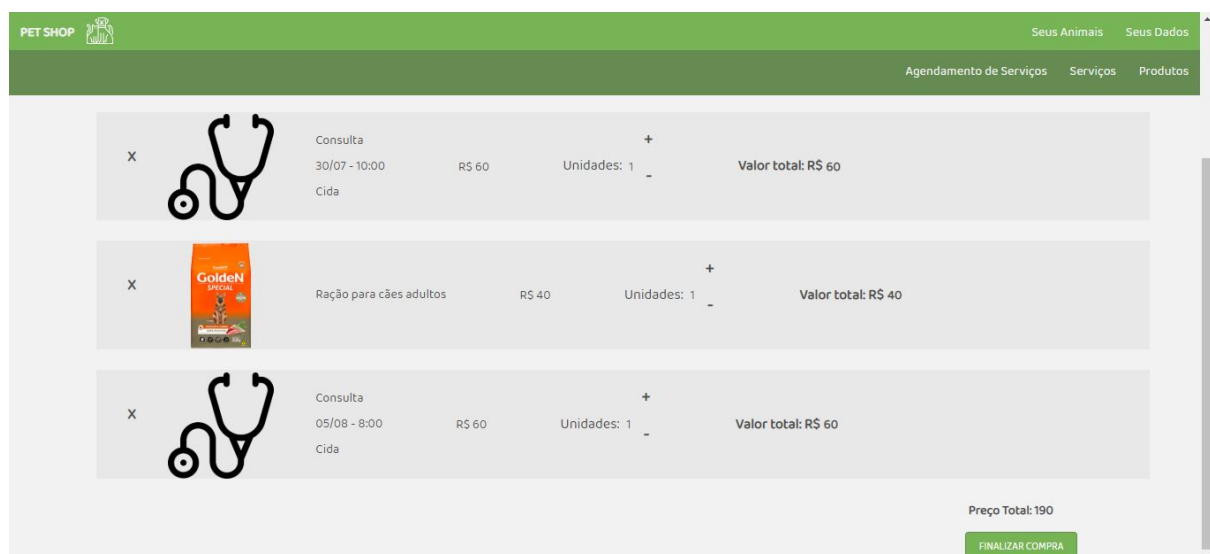 PET SHOP
Seus Animais Seus Dados
Agendamento de Serviços Serviços Produtos
Consulta
+
X
30/07 - 10:00 R$ 60 Unidades: 1 Valor total: R$ 60
-
Cida
GoldeN
SPECIAL
+
X
Ração para cães adultos R$ 40 Unidades: 1 Valor total: R$ 40
-
Consulta
+
X
05/08 - 8:00 R$ 60 Unidades: 1 Valor total: R$ 60
-
Cida
Preço Total: 190
FINALIZAR COMPRA